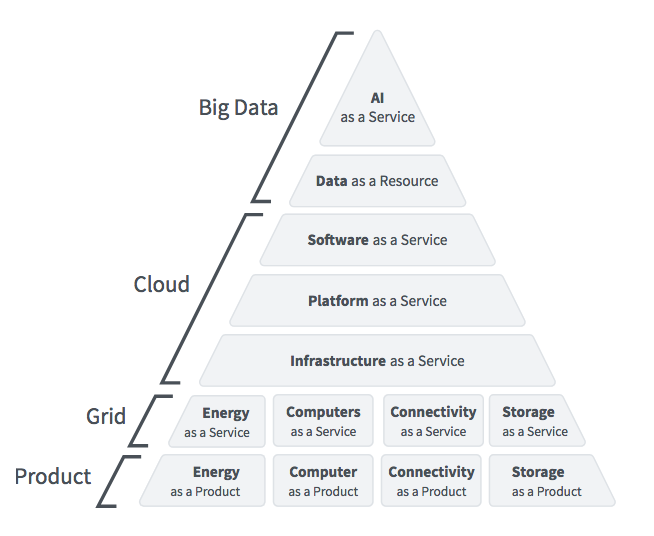 Big Data
AI
as a Service
Data as a Resource
Cloud
Software as a Service
Platform as a Service
Infrastructure as a Service
Grid
Energy
as a Service
Computers
as a Service
Connectivity
as a Service
Storage
as a Service
Product
Energy
as a Product
Computer
as a Product
Connectivity
as a Product
Storage
as a Product